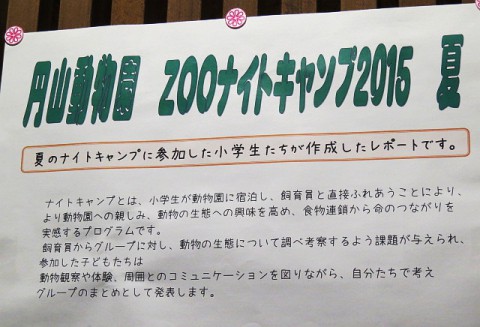 円山動物園 ZOOナイトキャンプ2015 夏
夏のナイトキャンプに参加した小学生たちが作成したレポートです。
ナイトキャンプとは、小学生が動物園に宿泊し、飼育員と直接ふれあうことにより、
より動物園への親しみ、動物の生態への興味を高め、食物連鎖から命のつながりを
実感するプログラムです。
飼育員からグループに対し、動物の生態について調べ考察するよう課題が与えられ、
参加した子どもたちは
動物観察や体験、周囲とのコミュニケーションを図りながら、自分たちで考え
グループのまとめとして発表します。